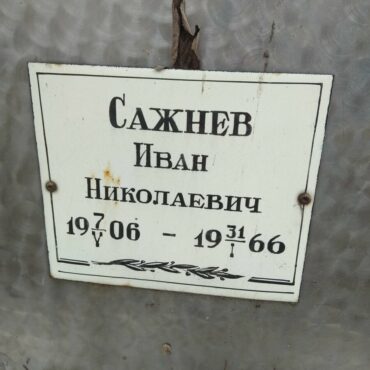 САЖНЕВ
ИВАН
НИКОЛАЕВИЧ
19 7/V 06 – 19 31/I 66